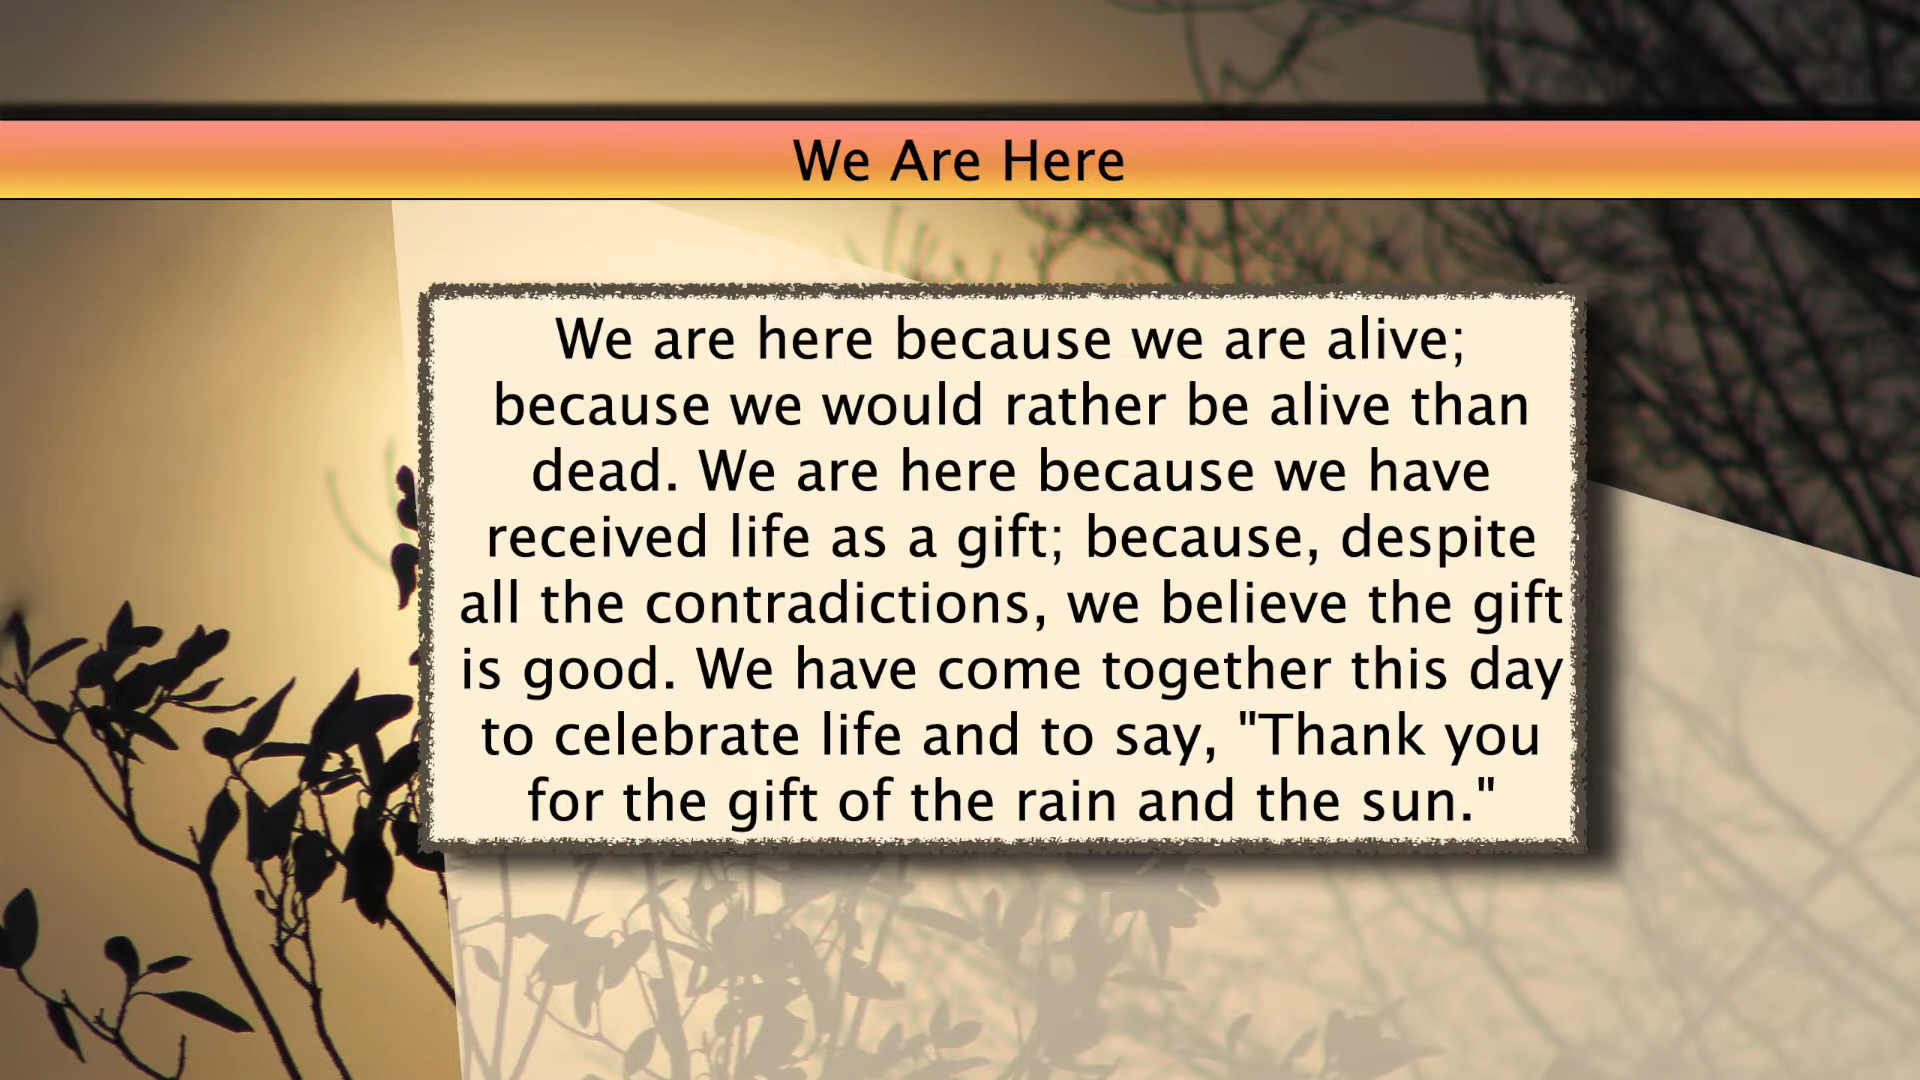 We Are Here
We are here because we are alive;
because we would rather be alive than
dead. We are here because we have
received life as a gift; because, despite
all the contradictions, we believe the gift
is good. We have come together this day
to celebrate life and to say, "Thank you
for the gift of the rain and the sun."